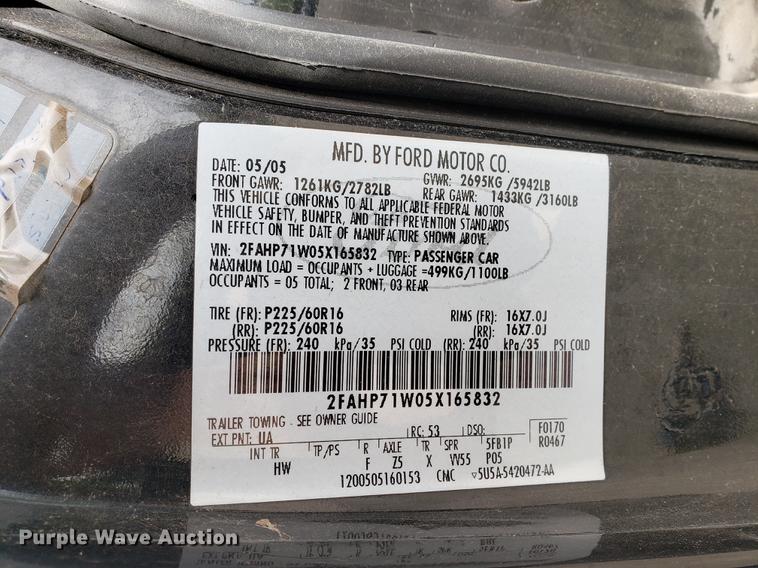 MFD. BY FORD MOTOR CO.
DATE: 05/05 GVWR: 2695KG /5942LB
FRONT GAWR: 1261KG/2782LB REAR GAWR: 1433KG /3160LB
THIS VEHICLE CONFORMS TO ALL APPLICABLE FEDERAL MOTOR
VEHICLE SAFETY, BUMPER, AND THEFT PREVENTION STANDARDS
IN EFFECT ON THE DATE OF MANUFACTURE SHOWN ABOVE.
VIN: 2FAHP71W05X165832 TYPE: PASSENGER CAR
MAXIMUM LOAD = OCCUPANTS + LUGGAGE =499KG/1100LB
OCCUPANTS = 05 TOTAL; 2 FRONT, 03 REAR
TIRE (FR): P225/60R16 RIMS (FR): 16X7.0J
(RR): P225/60R16 (RR): 16X7.0J
PRESSURE (FR): 240 kPa/35 PSI COLD (RR): 240 kPa/35 PSI COLD
2FAHP71W05X165832
TRAILER TOWING - SEE OWNER GUIDE
EXT PNT: UA RC: 53 DSO: F0170
R0467
INT TR TP/PS R AXLE TR SPR 5FB1P
HW F Z5 X VV55 P05
1200505160153 CMC 5U5A-5420472-AA
Purple Wave Auction